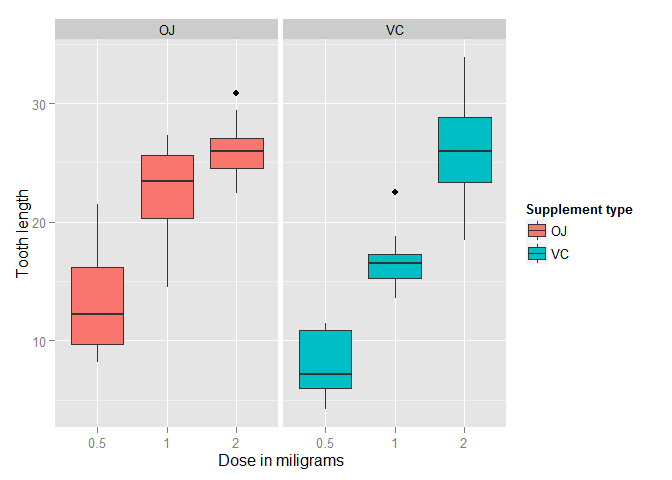 OJ
VC
Tooth length
30
20
10
0.5
1
2
0.5
1
2
Dose in miligrams
Supplement type
OJ
VC